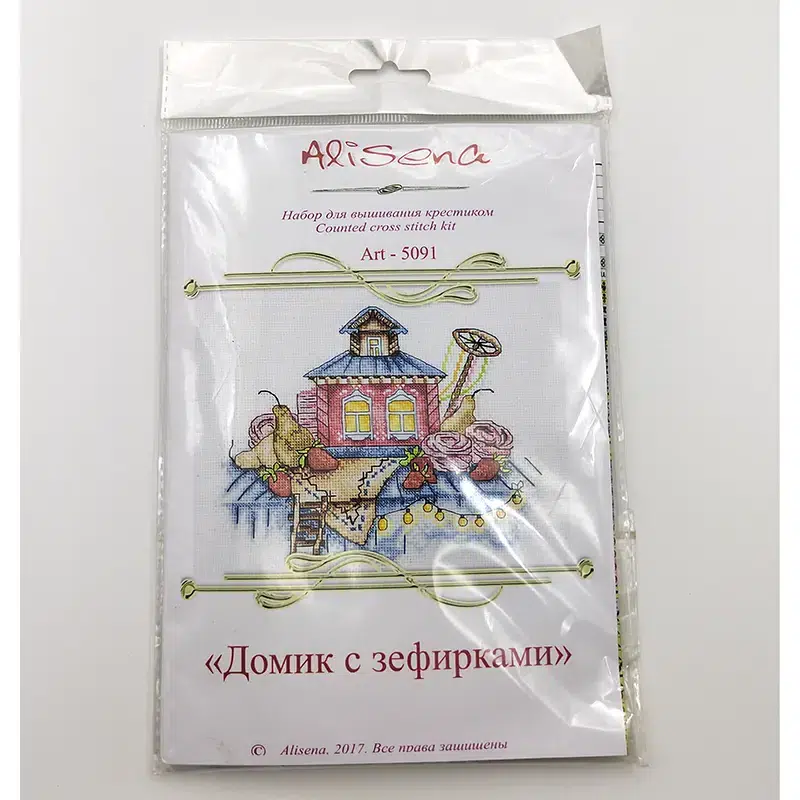 Alisena
Набор для вышивания крестиком
Counted cross stitch kit
Art - 5091
«Домик с зефирками»
© Alisena, 2017. Все права защищены